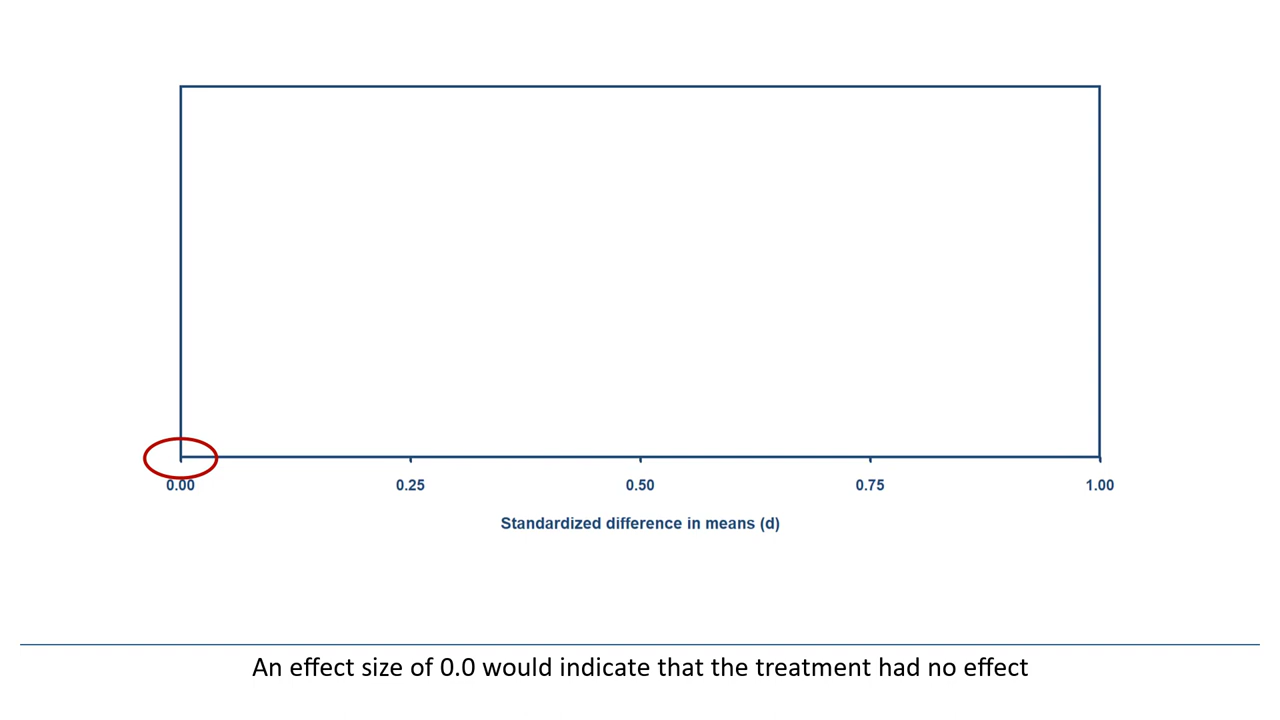 0.00 0.25 0.50 0.75 1.00
Standardized difference in means (d)
An effect size of 0.0 would indicate that the treatment had no effect